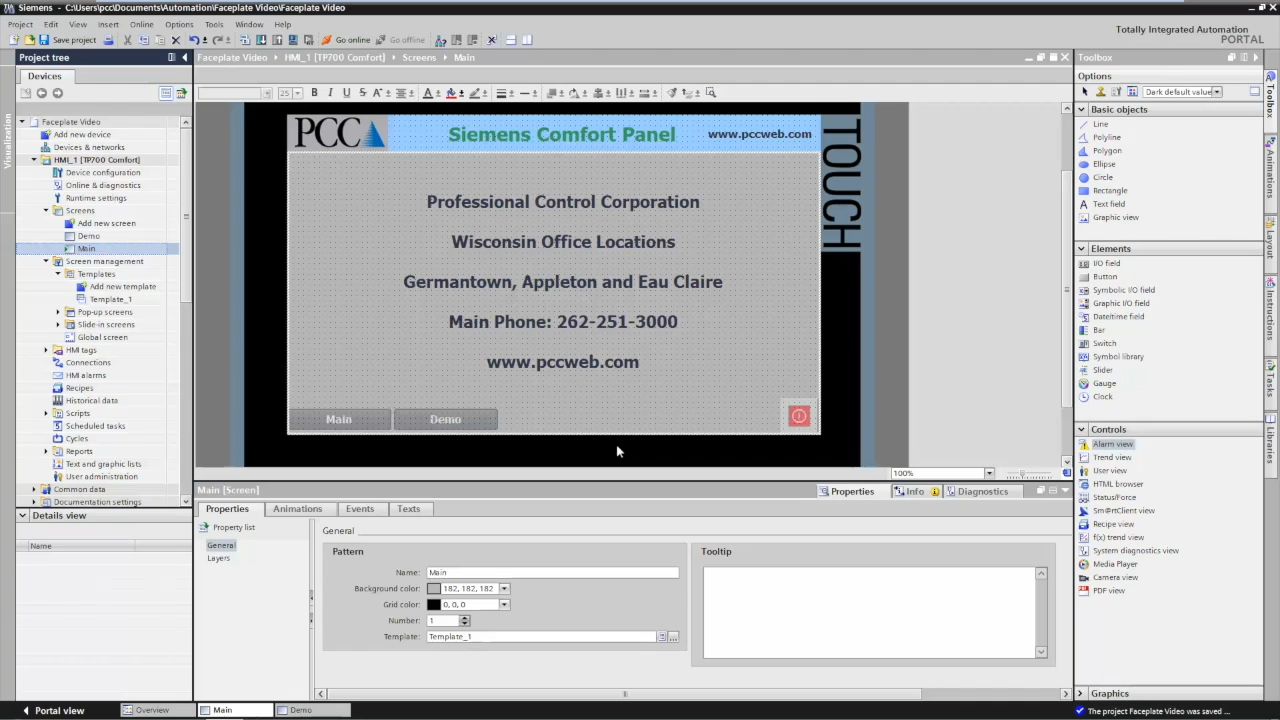 Siemens - C:\Users\pcc\Documents\Automation\Faceplate Video\Faceplate Video
Project Edit View Insert Online Options Tools Window Help
Totally Integrated Automation
PORTAL
Save project Go online Go offline
Project tree
Faceplate Video HMI_1 [TP700 Comfort] Screens Main
Toolbox
Devices
Options
25 B I U S A
Dark default value
Visualization
Faceplate Video
Add new device
Devices & networks
HMI_1 [TP700 Comfort]
Device configuration
Online & diagnostics
Runtime settings
Screens
Add new screen
Demo
Main
Screen management
Templates
Add new template
Template_1
Pop-up screens
Slide-in screens
Global screen
HMI tags
Connections
HMI alarms
Recipes
Historical data
Scripts
Scheduled tasks
Cycles
Reports
Text and graphic lists
User administration
Common data
Documentation settings
Details view
Name
PCC Siemens Comfort Panel www.pccweb.com
TOUCH
Professional Control Corporation
Wisconsin Office Locations
Germantown, Appleton and Eau Claire
Main Phone: 262-251-3000
www.pccweb.com
Main Demo
100%
Basic objects
Line
Polyline
Polygon
Ellipse
Circle
Rectangle
Text field
Graphic view
Elements
I/O field
Button
Symbolic I/O field
Graphic I/O field
Date/time field
Bar
Switch
Symbol library
Slider
Gauge
Clock
Controls
Alarm view
Trend view
User view
HTML browser
Status/Force
Sm@rtClient view
Recipe view
f(x) trend view
System diagnostics view
Media Player
Camera view
PDF view
Graphics
Toolbox
Animations
Layout
Instructions
Tasks
Libraries
Main [Screen]
Properties Info Diagnostics
Properties Animations Events Texts
Property list
General
Layers
General
Pattern
Name: Main
Background color: 182, 182, 182
Grid color: 0, 0, 0
Number: 1
Template: Template_1
Tooltip
Portal view Overview Main Demo
The project Faceplate Video was saved ...